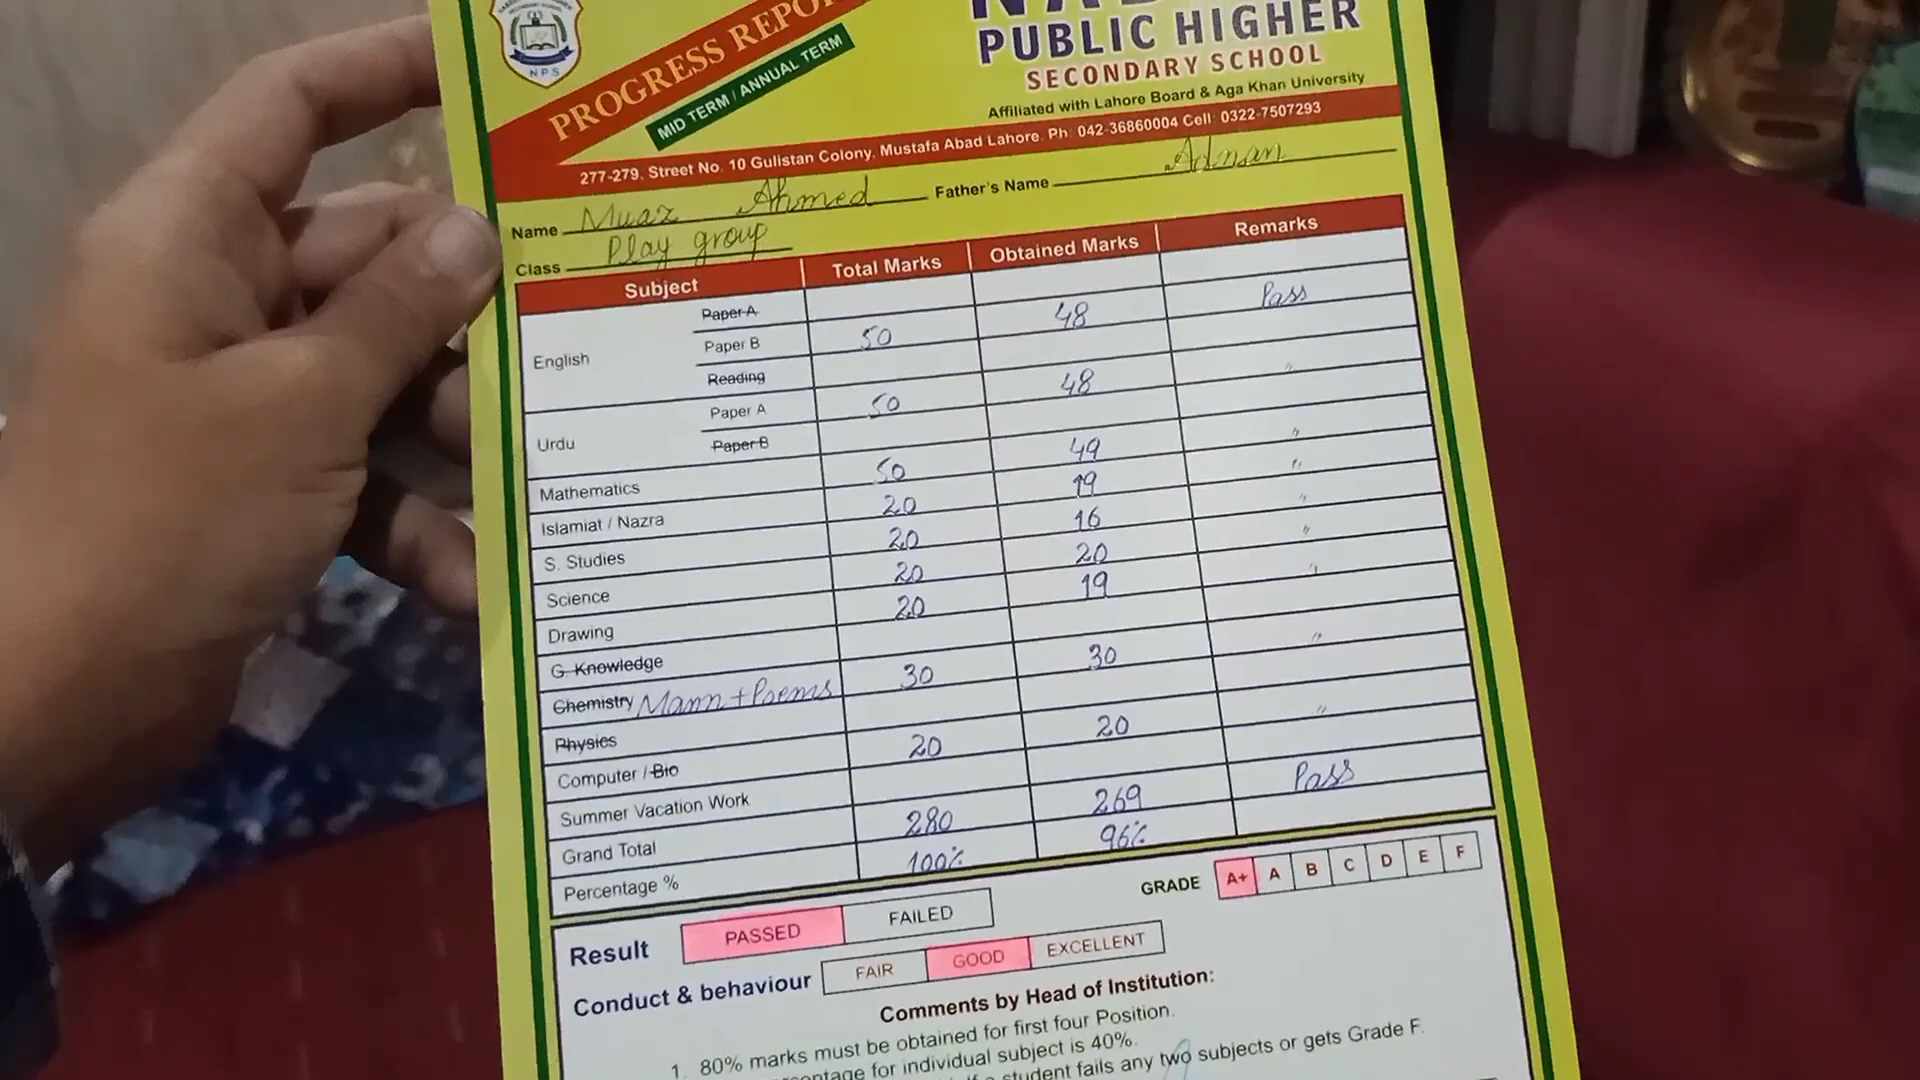 N P S
PROGRESS REPO
MID TERM / ANNUAL TERM
PUBLIC HIGHER
SECONDARY SCHOOL
Affiliated with Lahore Board & Aga Khan University
277-279, Street No. 10 Gulistan Colony, Mustafa Abad Lahore. Ph: 042-36860004 Cell: 0322-7507293
Name Muaz Ahmed Father's Name Adnan
Class Play group
Subject Total Marks Obtained Marks Remarks
English
Paper A
Paper B 50 48 Pass
Reading
Urdu
Paper A 50 48 "
Paper B
Mathematics 50 49 "
Islamiat / Nazra 20 19 "
S. Studies 20 16 "
Science 20 20 "
Drawing 20 19 "
G. Knowledge
Chemistry Mann + Poems 30 30 "
Physics
Computer / Bio 20 20 "
Summer Vacation Work
Grand Total 280 269 Pass
Percentage % 100% 96%
GRADE A+ A B C D E F
Result PASSED FAILED
Conduct & behaviour FAIR GOOD EXCELLENT
Comments by Head of Institution:
1. 80% marks must be obtained for first four Position.
centage for individual subject is 40%.
student fails any two subjects or gets Grade F.